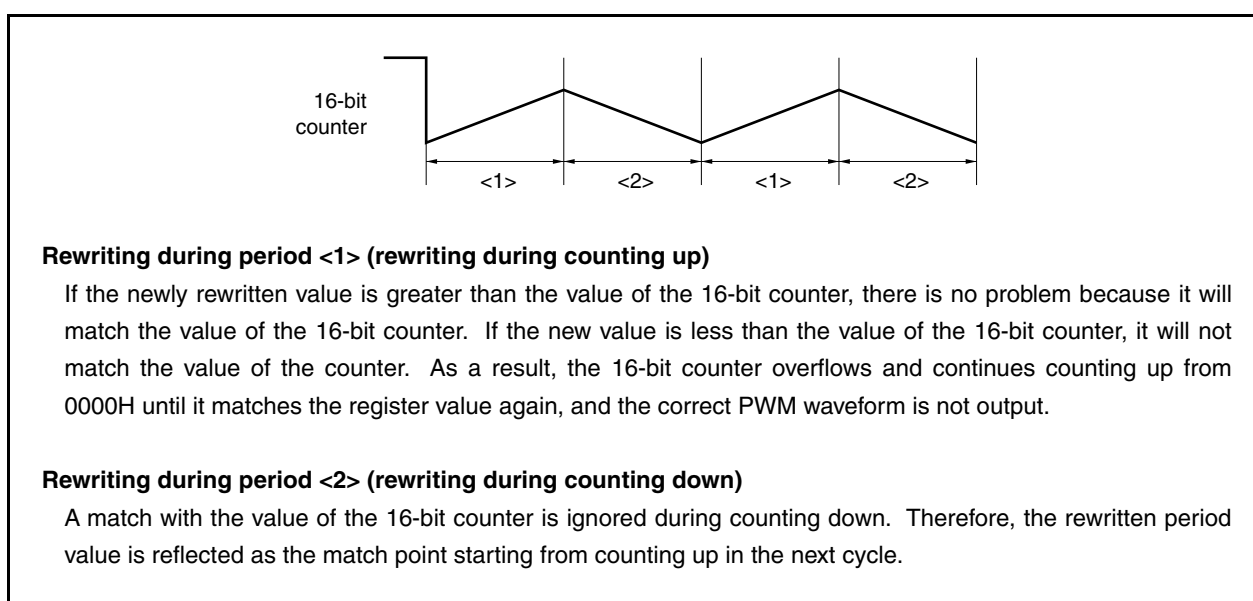 16-bit
counter
<1>
<2>
<1>
<2>
Rewriting during period <1> (rewriting during counting up)
If the newly rewritten value is greater than the value of the 16-bit counter, there is no problem because it will
match the value of the 16-bit counter. If the new value is less than the value of the 16-bit counter, it will not
match the value of the counter. As a result, the 16-bit counter overflows and continues counting up from
0000H until it matches the register value again, and the correct PWM waveform is not output.
Rewriting during period <2> (rewriting during counting down)
A match with the value of the 16-bit counter is ignored during counting down. Therefore, the rewritten period
value is reflected as the match point starting from counting up in the next cycle.